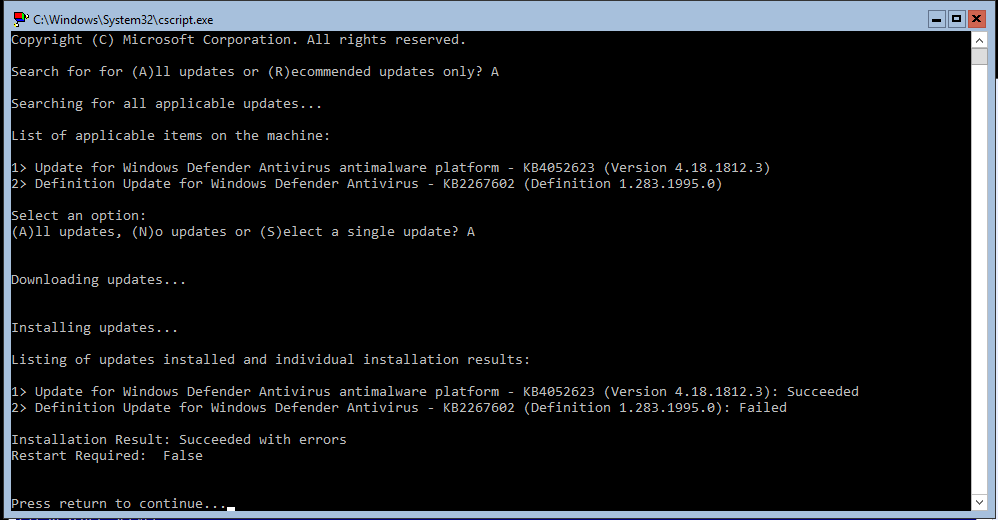 C:\Windows\System32\cscript.exe
Copyright (C) Microsoft Corporation. All rights reserved.
Search for for (A)ll updates or (R)ecommended updates only? A
Searching for all applicable updates...
List of applicable items on the machine:
1> Update for Windows Defender Antivirus antimalware platform - KB4052623 (Version 4.18.1812.3)
2> Definition Update for Windows Defender Antivirus - KB2267602 (Definition 1.283.1995.0)
Select an option:
(A)ll updates, (N)o updates or (S)elect a single update? A
Downloading updates...
Installing updates...
Listing of updates installed and individual installation results:
1> Update for Windows Defender Antivirus antimalware platform - KB4052623 (Version 4.18.1812.3): Succeeded
2> Definition Update for Windows Defender Antivirus - KB2267602 (Definition 1.283.1995.0): Failed
Installation Result: Succeeded with errors
Restart Required:  False
Press return to continue...